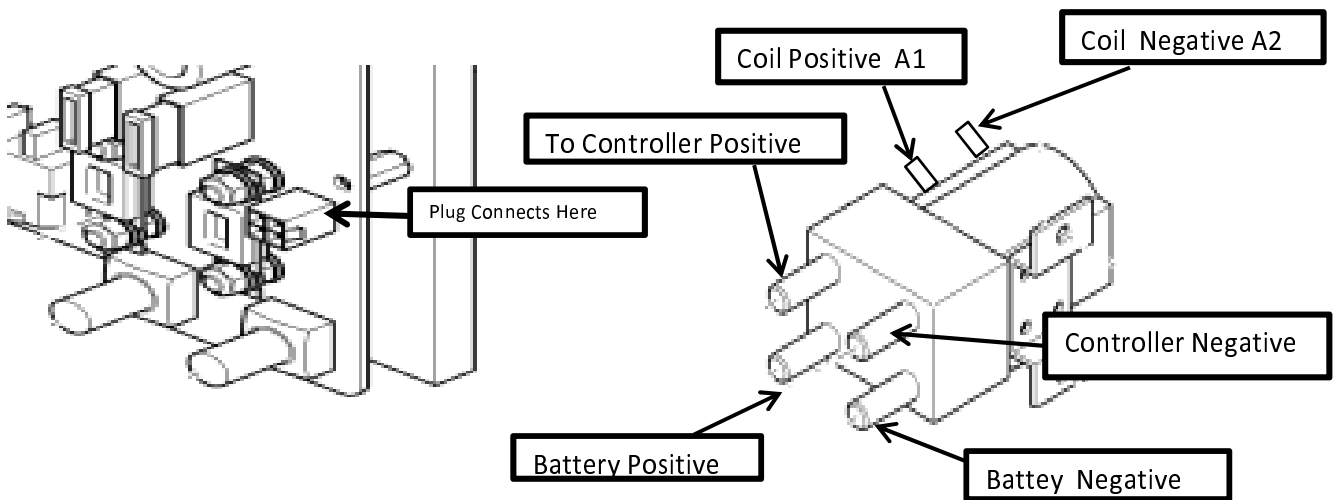 Coil Negative A2
Coil Positive A1
To Controller Positive
Plug Connects Here
Controller Negative
Battery Positive
Battey Negative